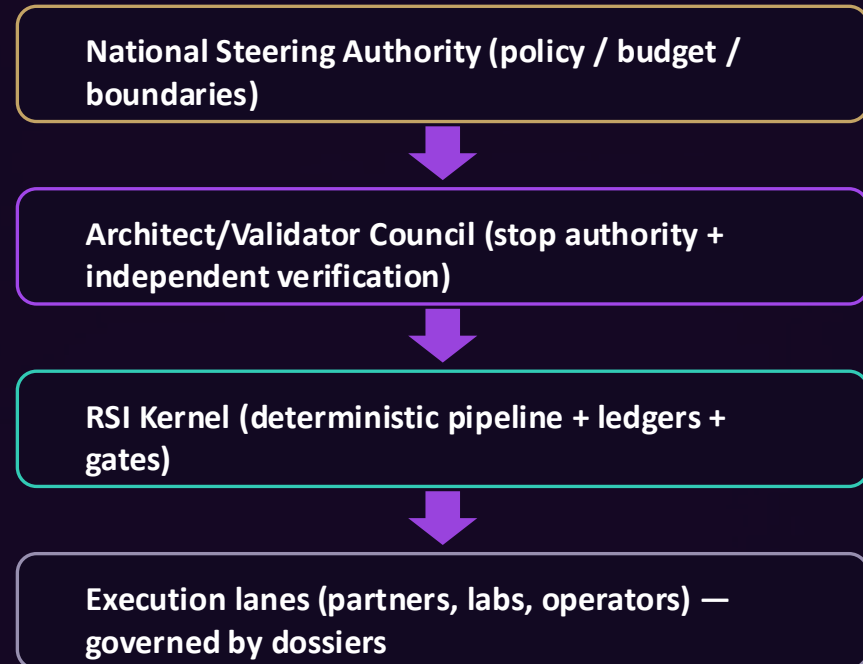 National Steering Authority (policy / budget /
boundaries)
Architect/Validator Council (stop authority +
independent verification)
RSI Kernel (deterministic pipeline + ledgers +
gates)
Execution lanes (partners, labs, operators) —
governed by dossiers